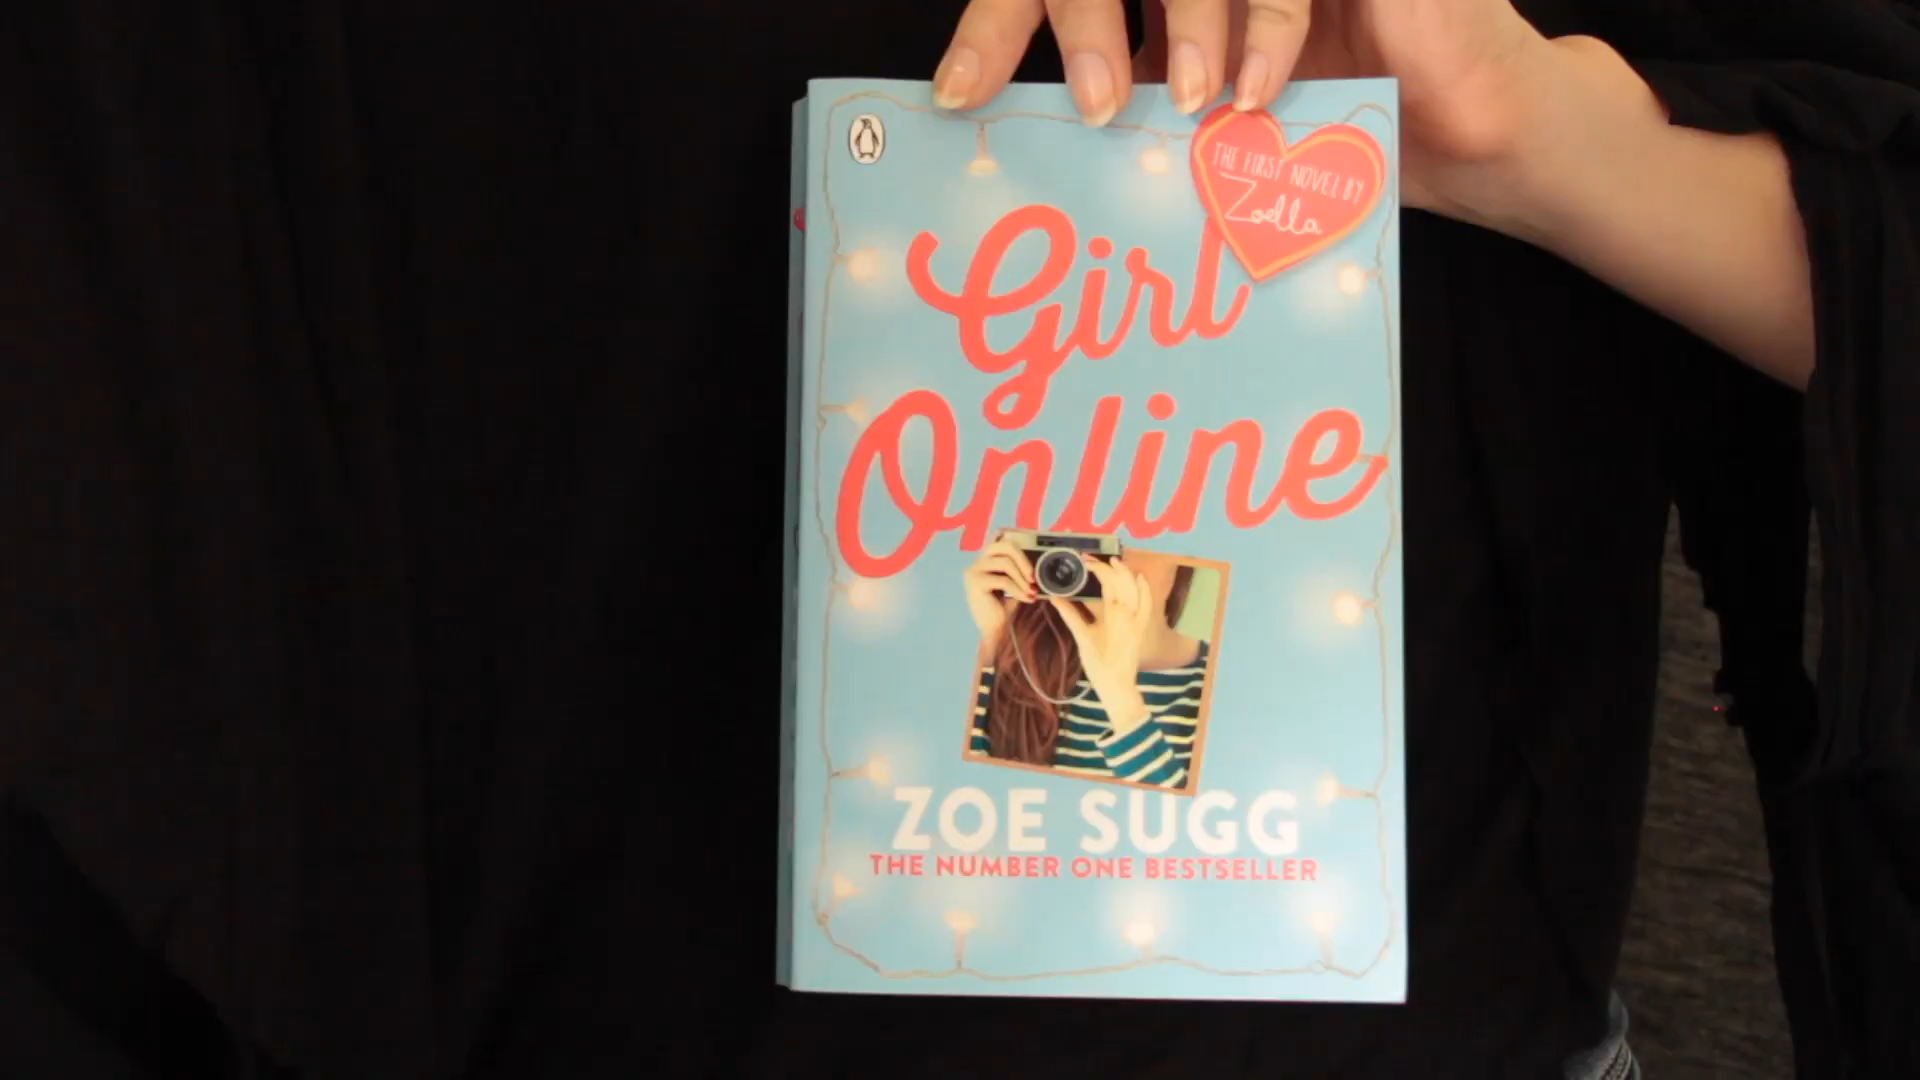 THE FIRST NOVEL BY
Zoella
Girl
Online
ZOE SUGG
THE NUMBER ONE BESTSELLER